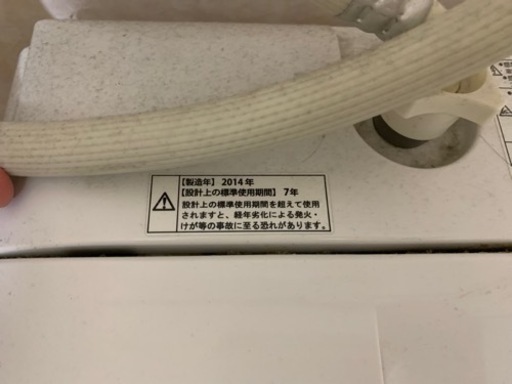 【製造年】 2014年
【設計上の標準使用期間】 7年
設計上の標準使用期間を超えて使用
されますと、経年劣化による発火・
けが等の事故に至る恐れがあります。